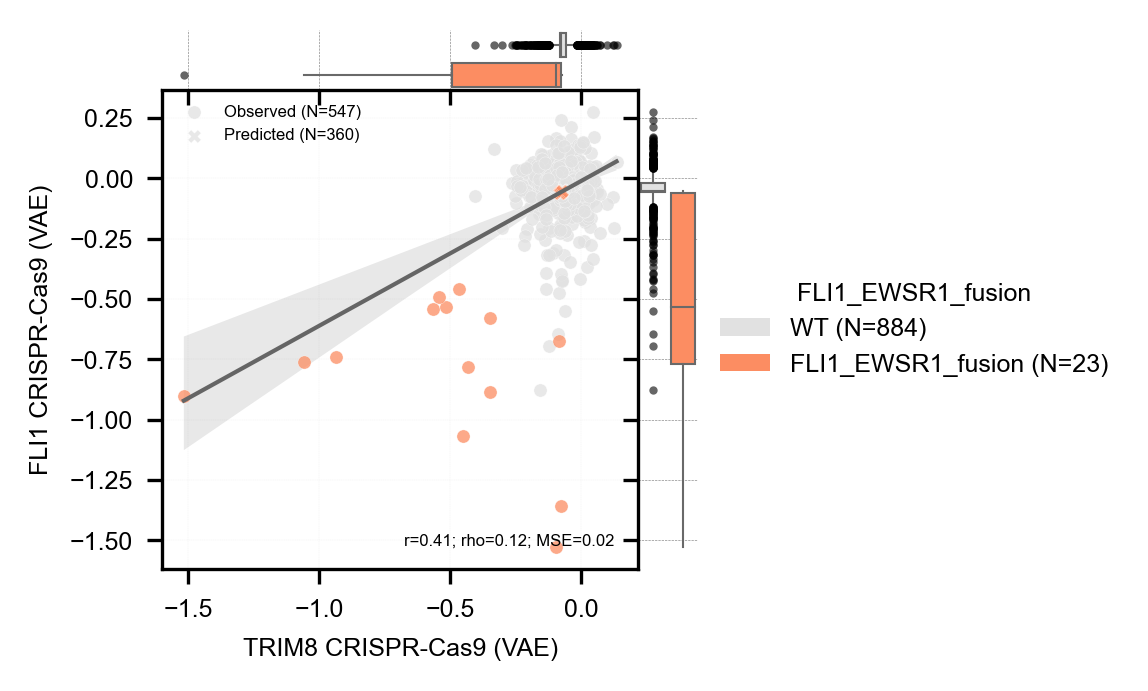 Observed (N=547)
Predicted (N=360)
0.25
0.00
−0.25
−0.50
−0.75
−1.00
−1.25
−1.50
FLI1 CRISPR-Cas9 (VAE)
r=0.41; rho=0.12; MSE=0.02
−1.5
−1.0
−0.5
0.0
TRIM8 CRISPR-Cas9 (VAE)
FLI1_EWSR1_fusion
WT (N=884)
FLI1_EWSR1_fusion (N=23)